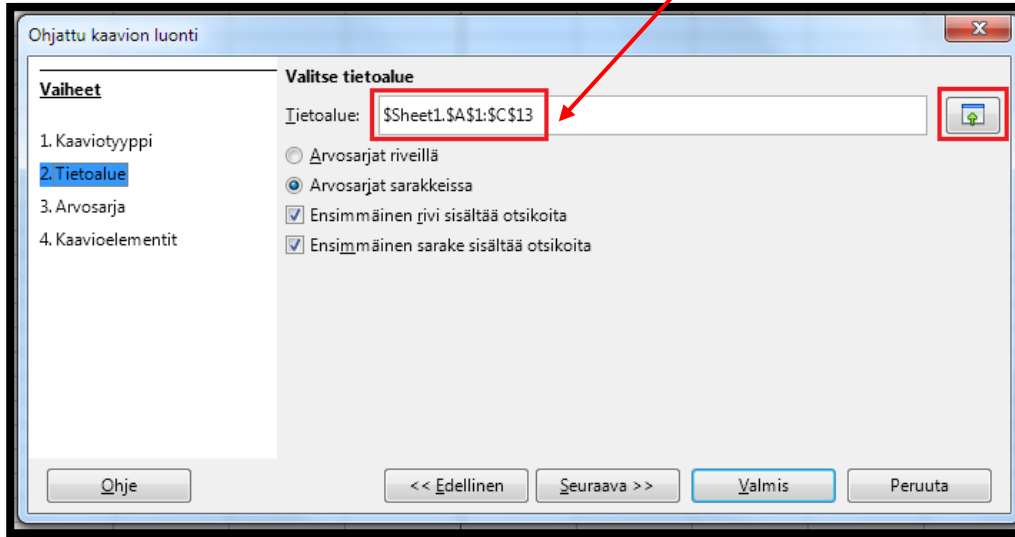 Ohjattu kaavion luonti
Vaiheet
1. Kaaviotyyppi
2. Tietoalue
3. Arvosarja
4. Kaavioelementit
Valitse tietoalue
Tietoalue: $Sheet1.$A$1:$C$13
Arvosarjat riveillä
Arvosarjat sarakkeissa
Ensimmäinen rivi sisältää otsikoita
Ensimmäinen sarake sisältää otsikoita
Ohje
<< Edellinen
Seuraava >>
Valmis
Peruuta